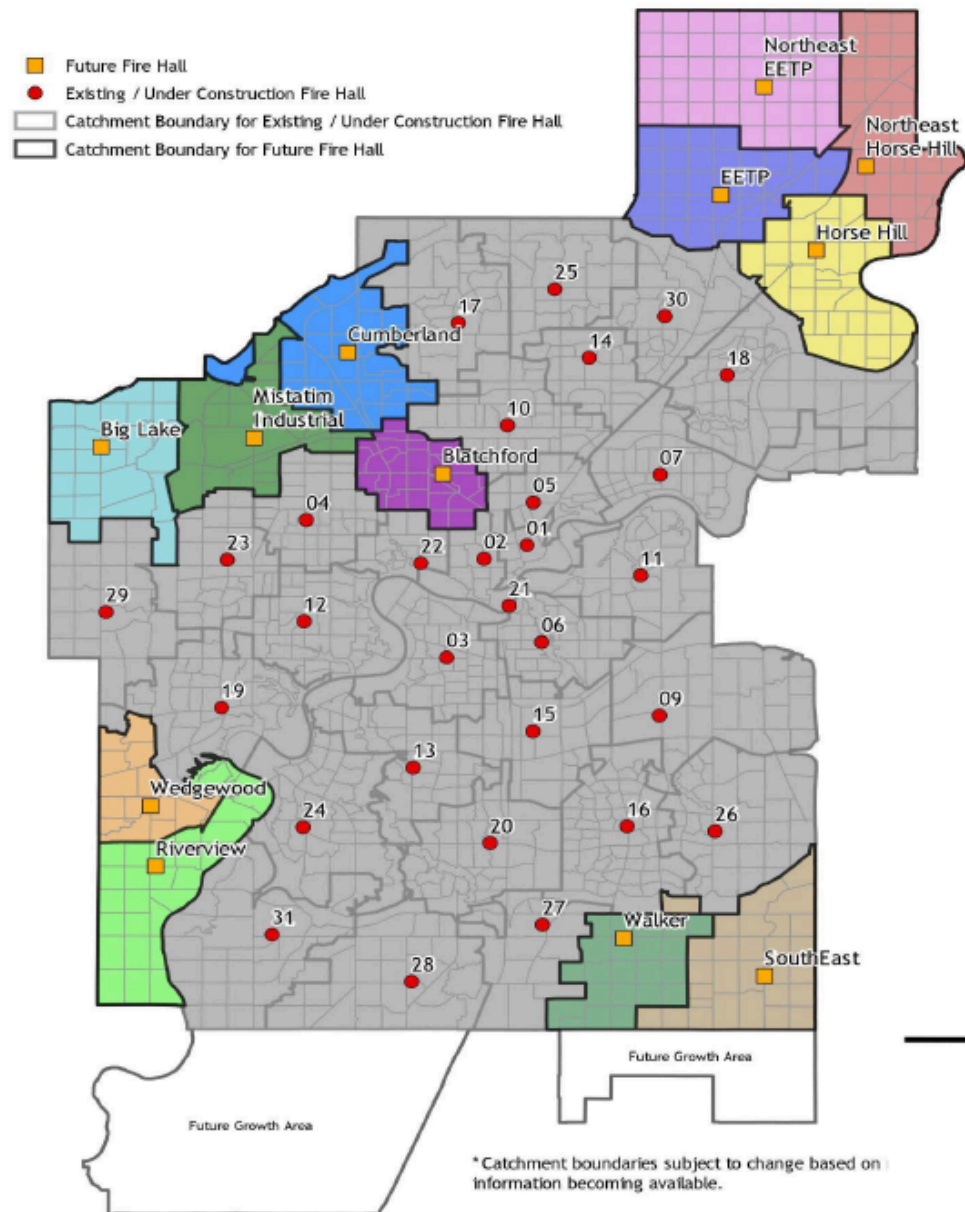 Future Fire Hall
Existing / Under Construction Fire Hall
Catchment Boundary for Existing / Under Construction Fire Hall
Catchment Boundary for Future Fire Hall
Northeast
EETP
Northeast
Horse Hill
EETP
Horse Hill
25
17
30
Cumberland
14
18
Mistatim
Industrial
10
Big Lake
Blatchford
07
05
04
01
23
22
02
11
29
12
21
06
03
19
09
15
13
Wedgewood
24
16
26
20
Riverview
27
Walker
31
SouthEast
28
Future Growth Area
Future Growth Area
*Catchment boundaries subject to change based on
information becoming available.